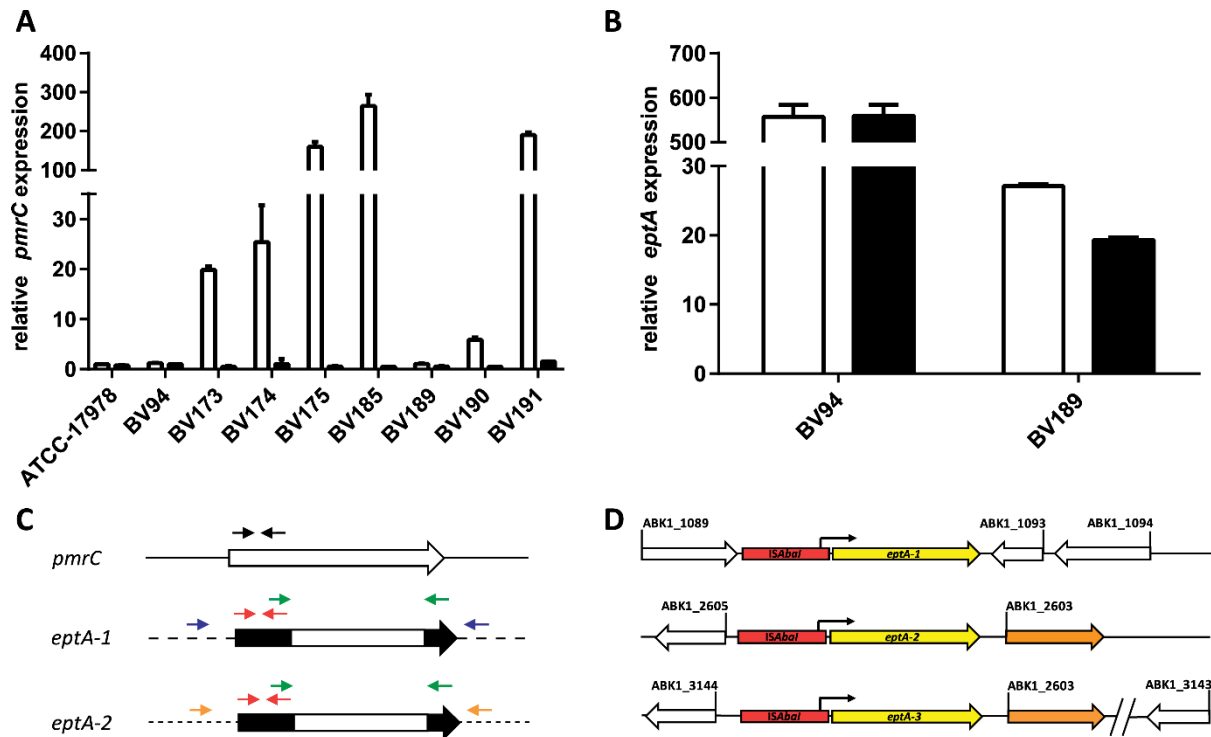 A
relative pmrC expression
400
300
200
100
30
20
10
0
ATCC-17978
BV94
BV173
BV174
BV175
BV185
BV189
BV190
BV191
B
relative eptA expression
700
600
500
30
20
10
0
BV94
BV189
C
pmrC
eptA-1
eptA-2
D
ABK1_1089
ABK1_1093
ABK1_1094
ISAbaI
eptA-1
ABK1_2605
ABK1_2603
ISAbaI
eptA-2
ABK1_3144
ABK1_2603
ABK1_3143
ISAbaI
eptA-3